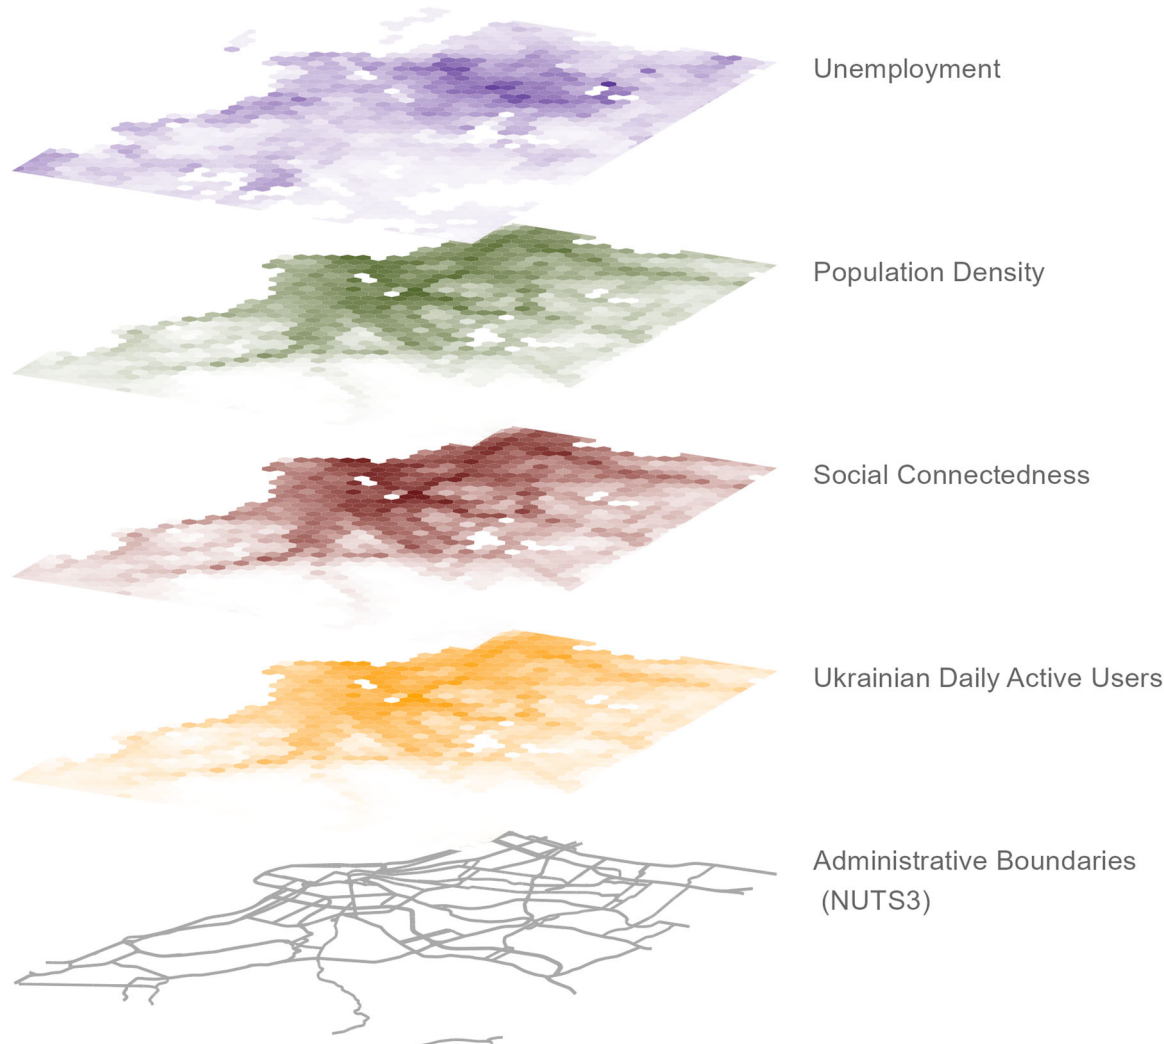 Unemployment
Population Density
Social Connectedness
Ukrainian Daily Active Users
Administrative Boundaries
(NUTS3)